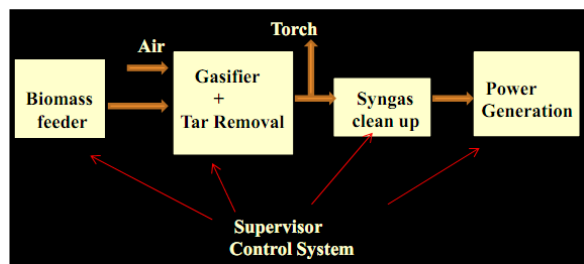 Torch
Air
Biomass
feeder
Gasifier
+
Tar Removal
Syngas
clean up
Power
Generation
Supervisor
Control System